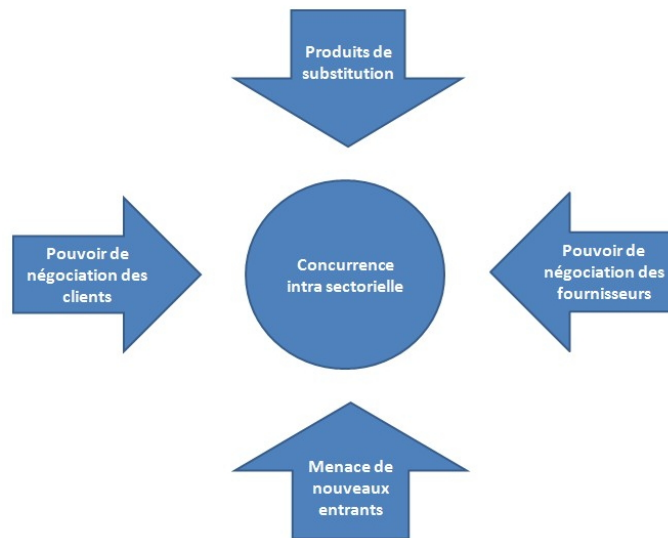 Produits de
substitution
Pouvoir de
négociation des
clients
Concurrence
intra sectorielle
Pouvoir de
négociation des
fournisseurs
Menace de
nouveaux
entrants